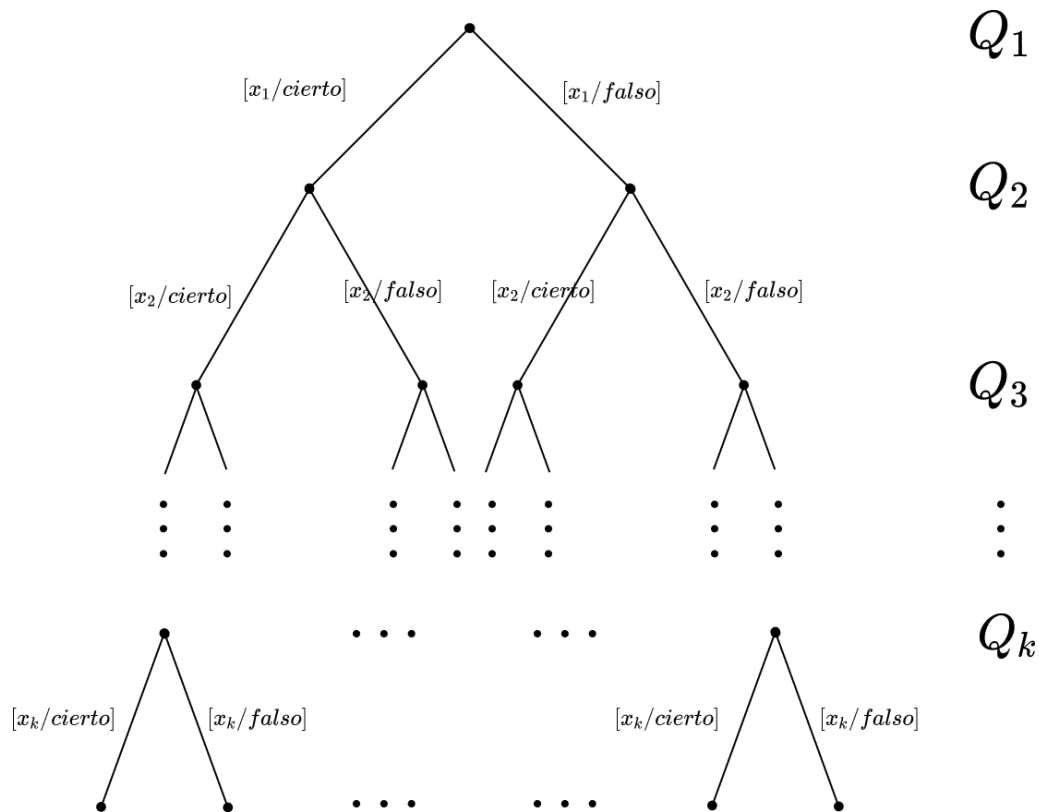 Q₁
[x₁/cierto] [x₁/falso]
Q₂
[x₂/cierto] [x₂/falso] [x₂/cierto] [x₂/falso]
Q₃
Qₖ
[xₖ/cierto] [xₖ/falso] [xₖ/cierto] [xₖ/falso]